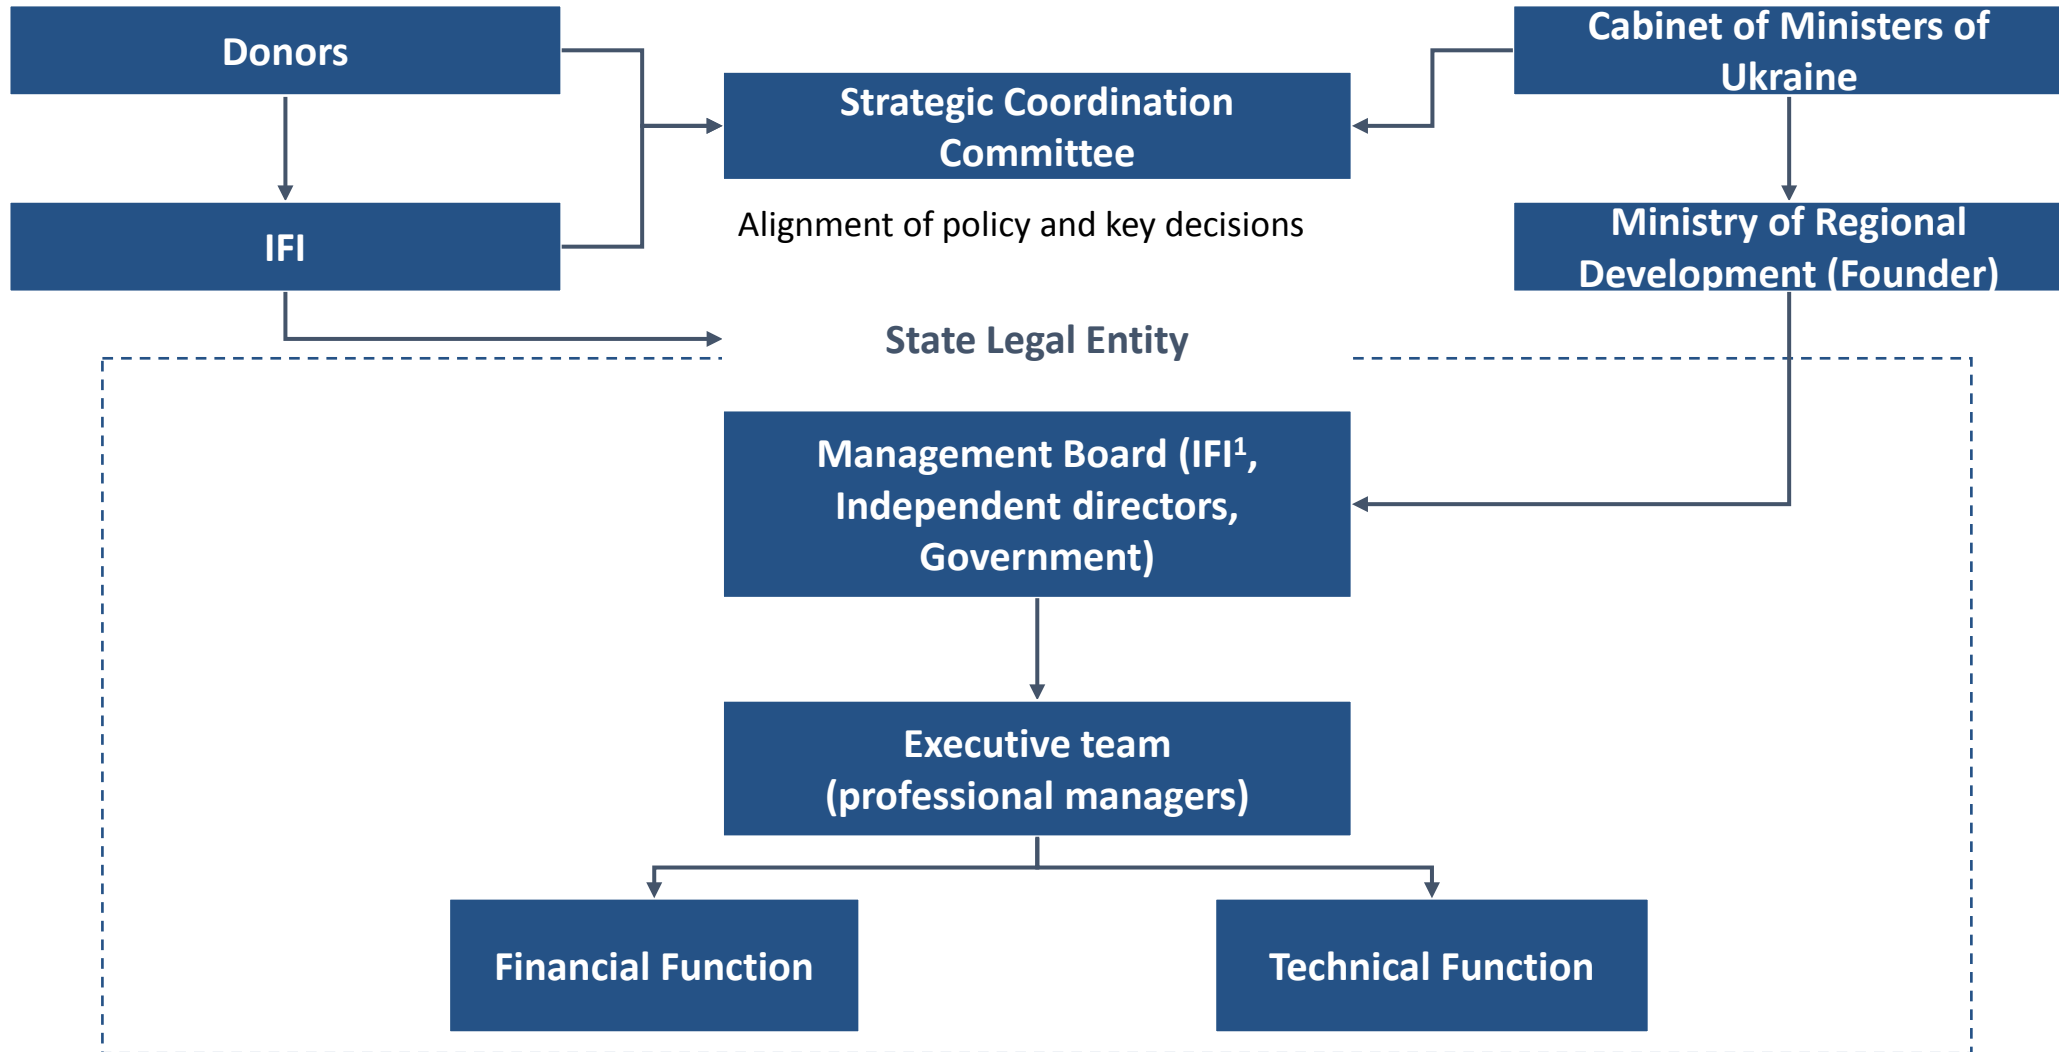 Donors
Cabinet of Ministers of
Ukraine
Strategic Coordination
Committee
IFI
Alignment of policy and key decisions
Ministry of Regional
Development (Founder)
State Legal Entity
Management Board (IFI¹,
Independent directors,
Government)
Executive team
(professional managers)
Financial Function
Technical Function